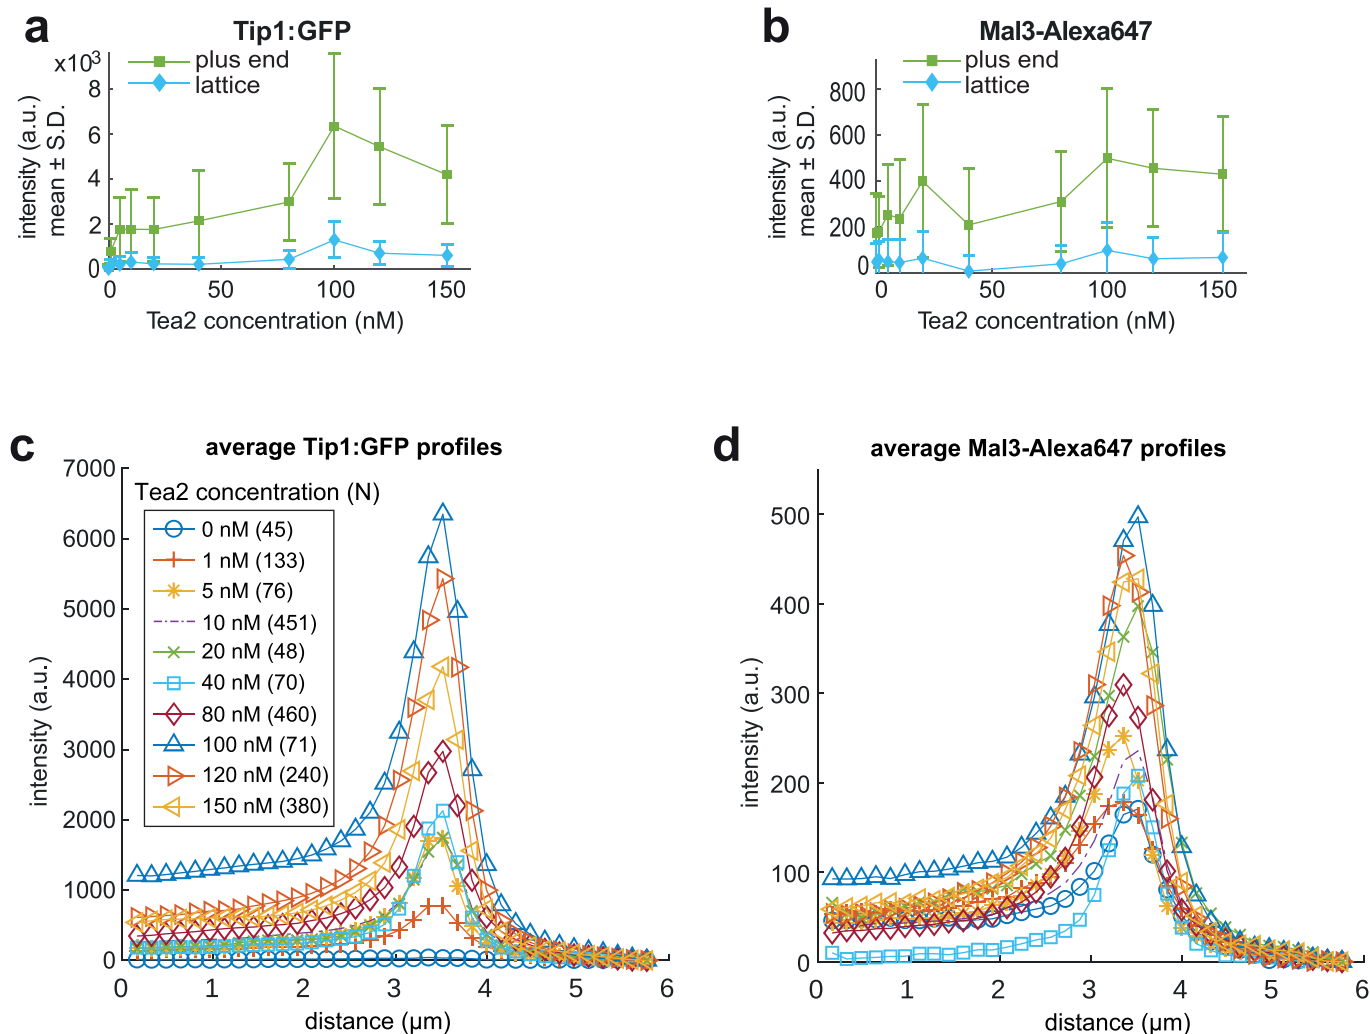 a
Tip1:GFP
×10³
plus end
lattice
intensity (a.u.)
mean ± S.D.
8
6
4
2
0
0
50
100
150
Tea2 concentration (nM)
b
Mal3-Alexa647
plus end
lattice
intensity (a.u.)
mean ± S.D.
800
600
400
200
0
0
50
100
150
Tea2 concentration (nM)
c
average Tip1:GFP profiles
7000
6000
5000
4000
3000
2000
1000
0
intensity (a.u.)
Tea2 concentration (N)
0 nM (45)
1 nM (133)
5 nM (76)
10 nM (451)
20 nM (48)
40 nM (70)
80 nM (460)
100 nM (71)
120 nM (240)
150 nM (380)
0
1
2
3
4
5
6
distance (μm)
d
average Mal3-Alexa647 profiles
500
400
300
200
100
0
intensity (a.u.)
0
1
2
3
4
5
6
distance (μm)